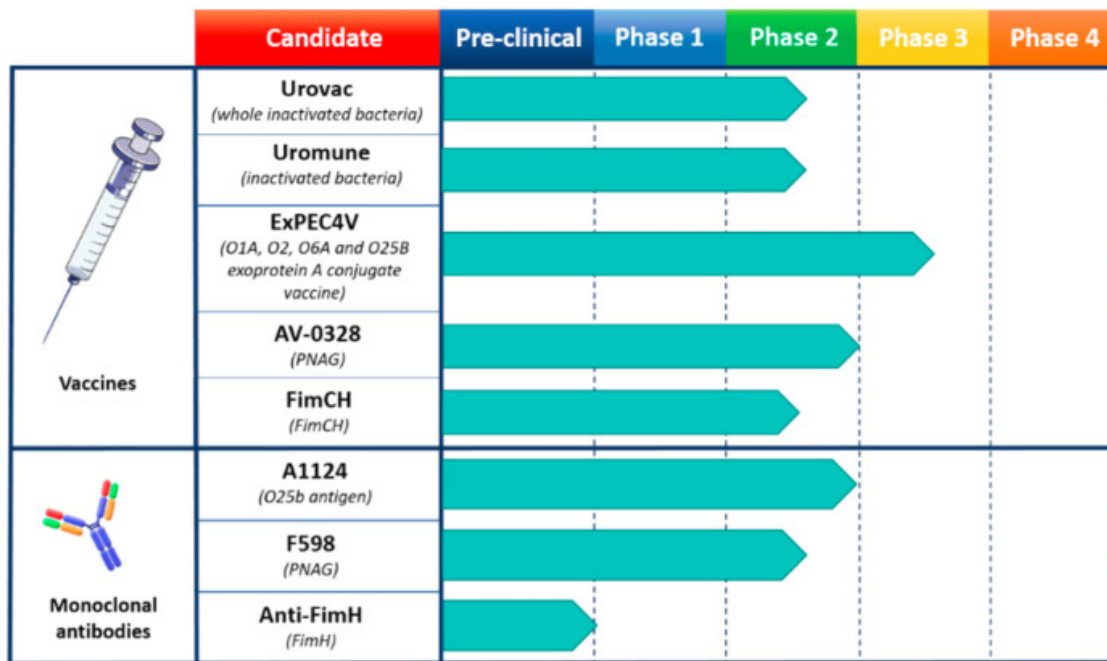 Candidate Pre-clinical Phase 1 Phase 2 Phase 3 Phase 4
Vaccines
Urovac
(whole inactivated bacteria)
Uromune
(inactivated bacteria)
ExPEC4V
(O1A, O2, O6A and O25B
exoprotein A conjugate
vaccine)
AV-0328
(PNAG)
FimCH
(FimCH)
Monoclonal
antibodies
A1124
(O25b antigen)
F598
(PNAG)
Anti-FimH
(FimH)